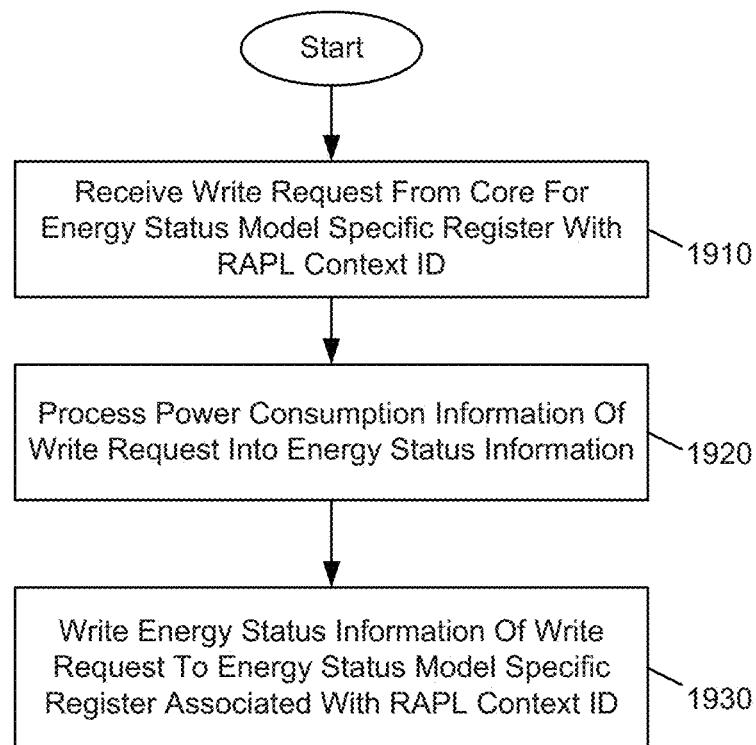 Start
Receive Write Request From Core For
Energy Status Model Specific Register With
RAPL Context ID
1910
Process Power Consumption Information Of
Write Request Into Energy Status Information
1920
Write Energy Status Information Of Write
Request To Energy Status Model Specific
Register Associated With RAPL Context ID
1930